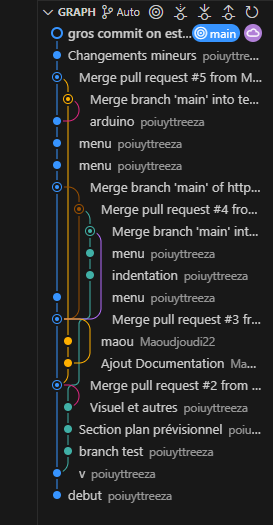 GRAPH Auto
gros commit on est... main
Changements mineurs poiuyttre...
Merge pull request #5 from M...
Merge branch 'main' into te...
arduino poiuyttreeza
menu poiuyttreeza
menu poiuyttreeza
Merge branch 'main' of http...
Merge pull request #4 fro...
Merge branch 'main' int...
menu poiuyttreeza
indentation poiuyttreeza
menu poiuyttreeza
Merge pull request #3 fr...
maou Maoudjoudi22
Ajout Documentation Ma...
Merge pull request #2 from ...
Visuel et autres poiuyttreeza
Section plan prévisionnel poiu...
branch test poiuyttreeza
v poiuyttreeza
debut poiuyttreeza